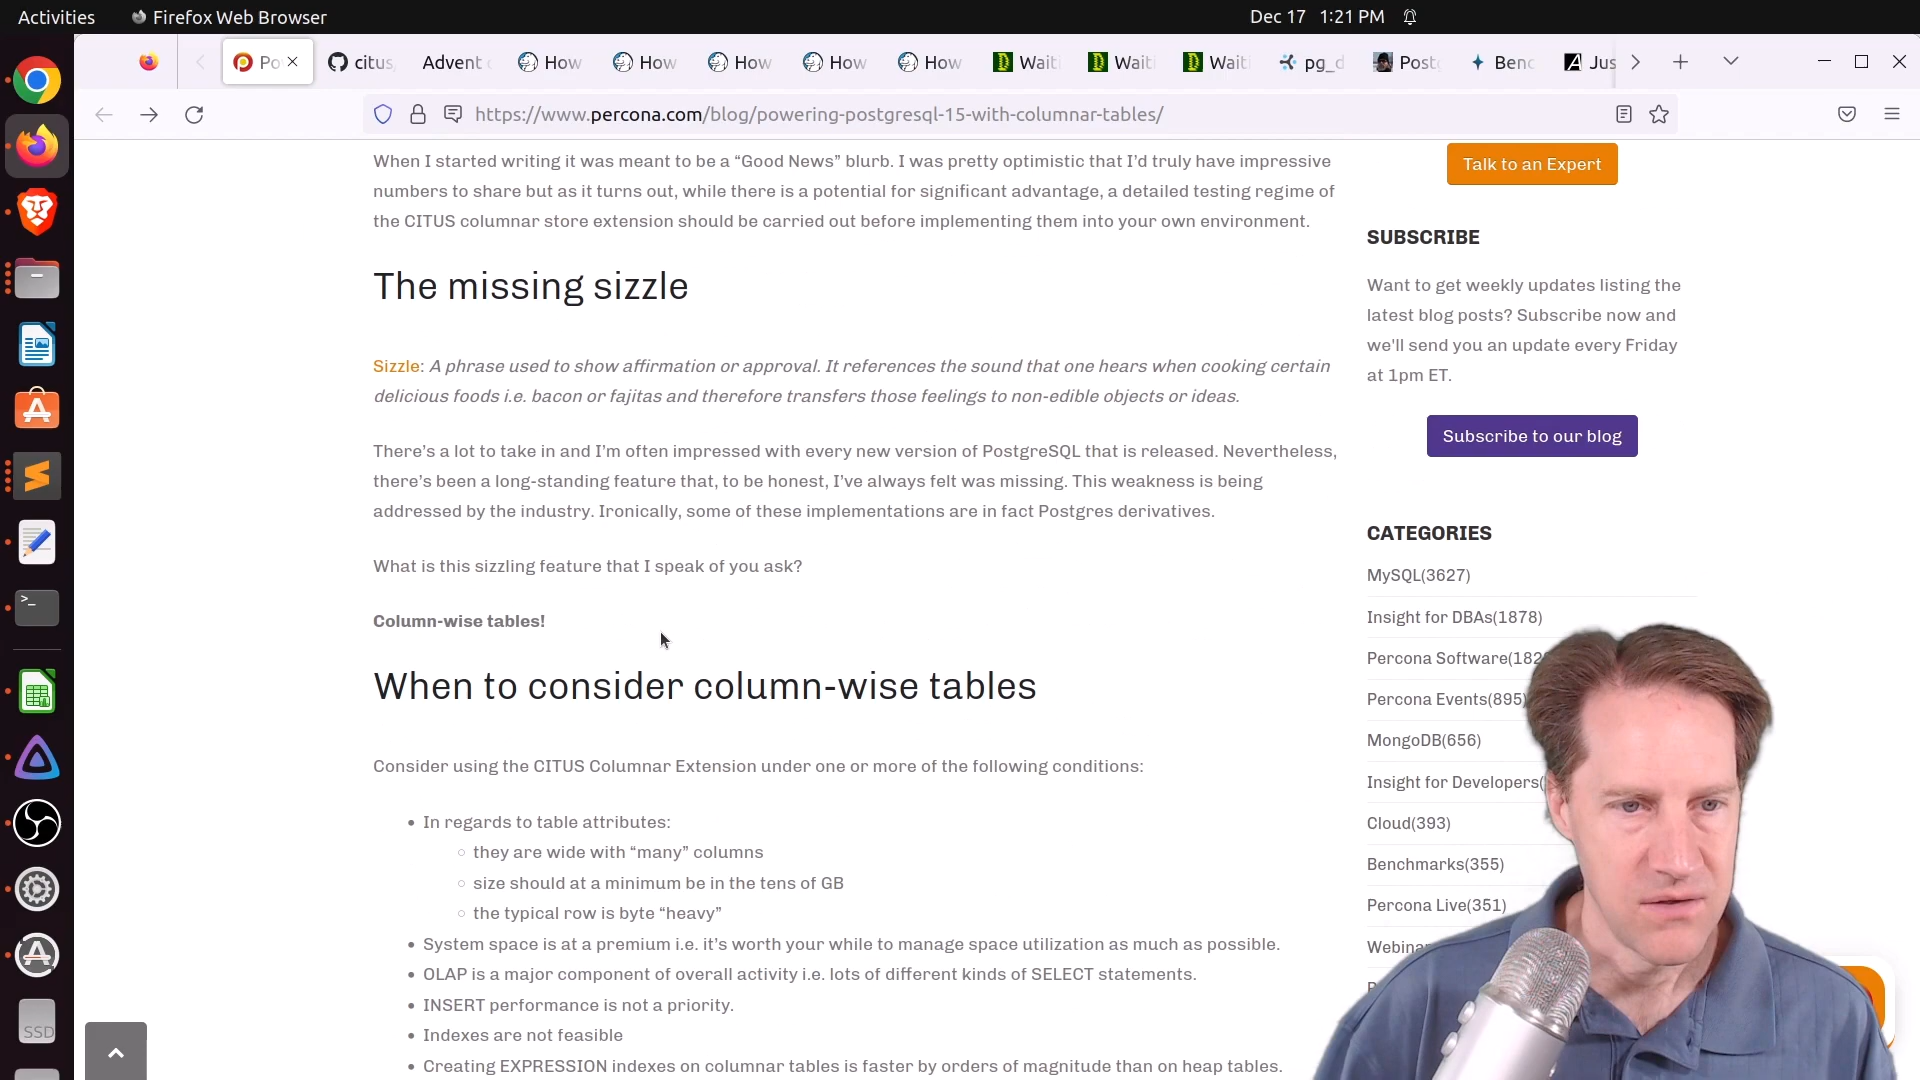 Activities
Firefox Web Browser
Dec 17 1:21 PM
Po
citus
Advent
How
How
How
How
How
Wait
Wait
Wait
pg_d
Post
Benc
Jus
https://www.percona.com/blog/powering-postgresql-15-with-columnar-tables/
When I started writing it was meant to be a “Good News” blurb. I was pretty optimistic that I’d truly have impressive
numbers to share but as it turns out, while there is a potential for significant advantage, a detailed testing regime of
the CITUS columnar store extension should be carried out before implementing them into your own environment.
The missing sizzle
Sizzle: A phrase used to show affirmation or approval. It references the sound that one hears when cooking certain
delicious foods i.e. bacon or fajitas and therefore transfers those feelings to non-edible objects or ideas.
There’s a lot to take in and I’m often impressed with every new version of PostgreSQL that is released. Nevertheless,
there’s been a long-standing feature that, to be honest, I’ve always felt was missing. This weakness is being
addressed by the industry. Ironically, some of these implementations are in fact Postgres derivatives.
What is this sizzling feature that I speak of you ask?
Column-wise tables!
When to consider column-wise tables
Consider using the CITUS Columnar Extension under one or more of the following conditions:
• In regards to table attributes:
○ they are wide with “many” columns
○ size should at a minimum be in the tens of GB
○ the typical row is byte “heavy”
• System space is at a premium i.e. it’s worth your while to manage space utilization as much as possible.
• OLAP is a major component of overall activity i.e. lots of different kinds of SELECT statements.
• INSERT performance is not a priority.
• Indexes are not feasible
• Creating EXPRESSION indexes on columnar tables is faster by orders of magnitude than on heap tables.
Talk to an Expert
SUBSCRIBE
Want to get weekly updates listing the
latest blog posts? Subscribe now and
we'll send you an update every Friday
at 1pm ET.
Subscribe to our blog
CATEGORIES
MySQL(3627)
Insight for DBAs(1878)
Percona Software(182
Percona Events(895)
MongoDB(656)
Insight for Developers(
Cloud(393)
Benchmarks(355)
Percona Live(351)
Webina
SSD